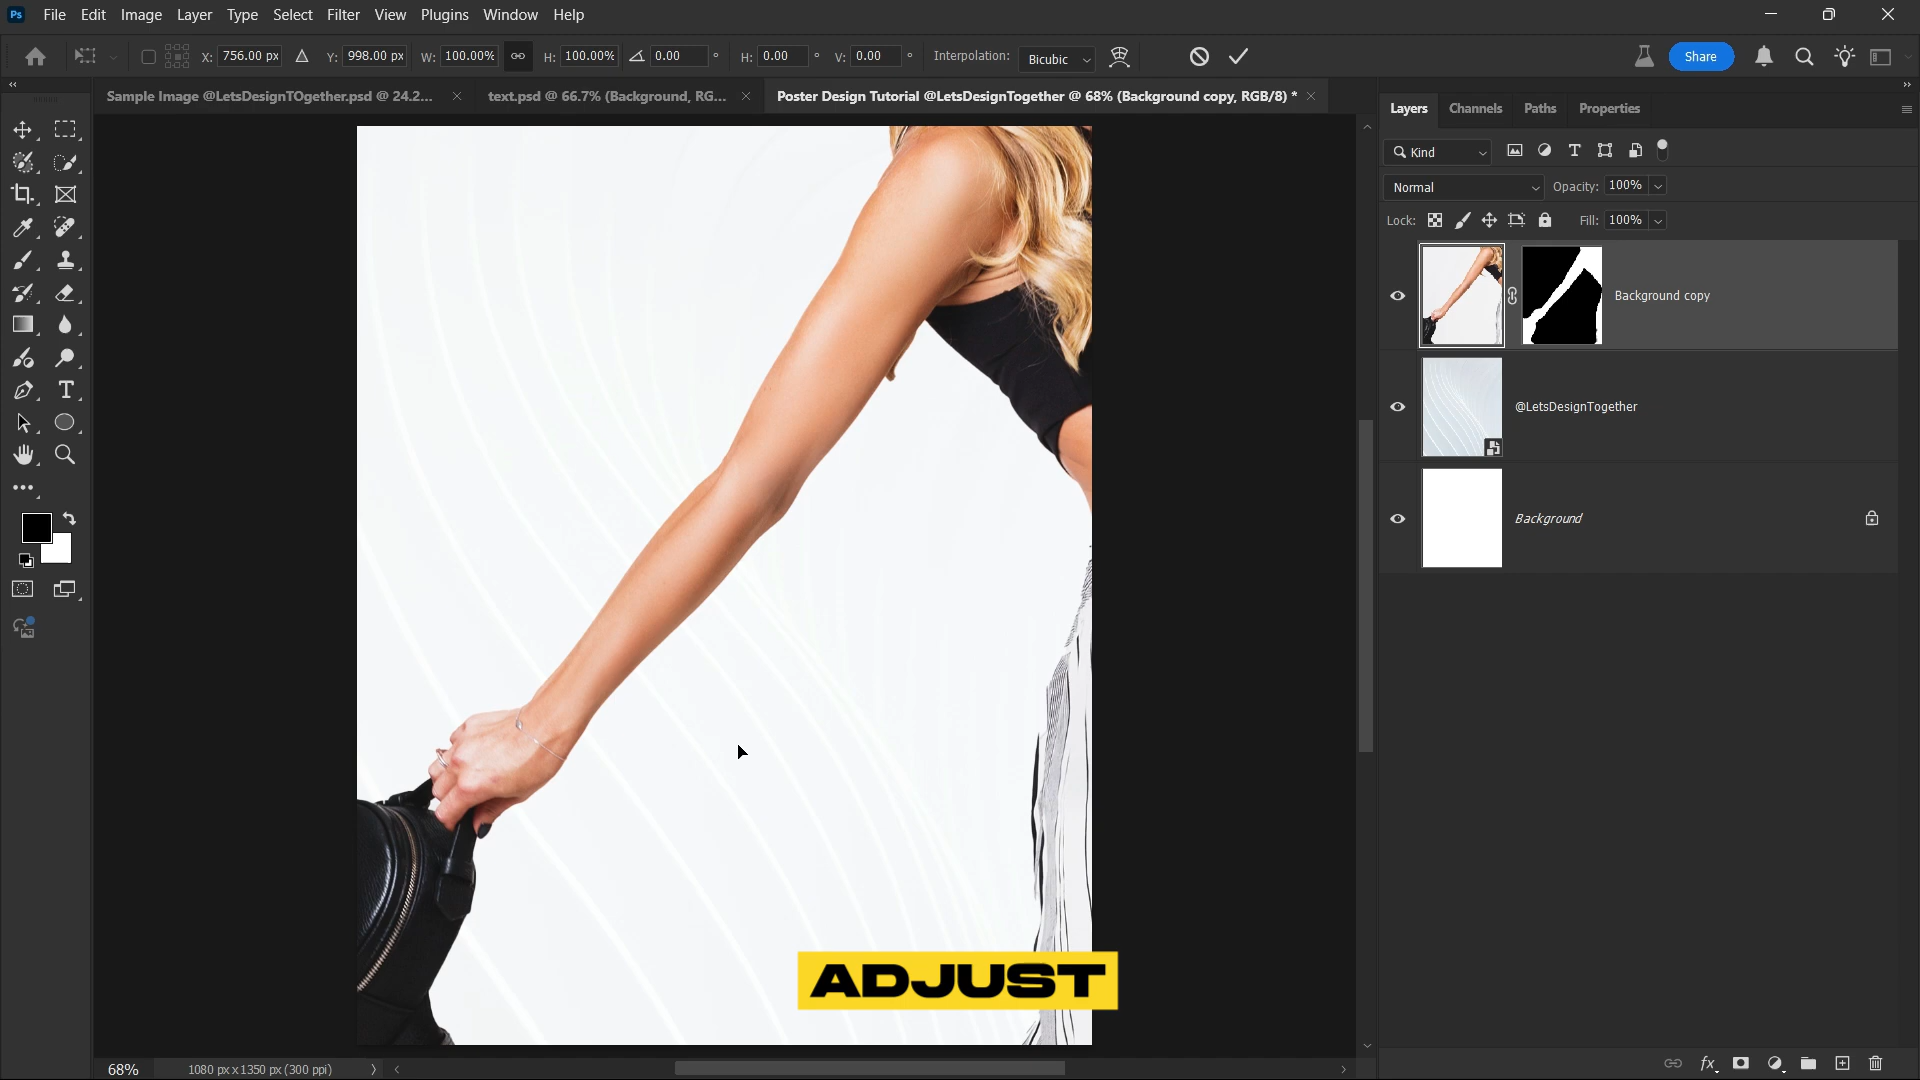 Ps File Edit Image Layer Type Select Filter View Plugins Window Help
X: 756.00 px Y: 998.00 px W: 100.00% H: 100.00% 0.00 ° H: 0.00 ° V: 0.00 ° Interpolation: Bicubic Share
Sample Image @LetsDesignTOgether.psd @ 24.2... text.psd @ 66.7% (Background, RG... Poster Design Tutorial @LetsDesignTogether @ 68% (Background copy, RGB/8) *
Layers Channels Paths Properties
Kind
Normal Opacity: 100%
Lock: Fill: 100%
Background copy
@LetsDesignTogether
Background
ADJUST
68% 1080 px x 1350 px (300 ppi)
fx